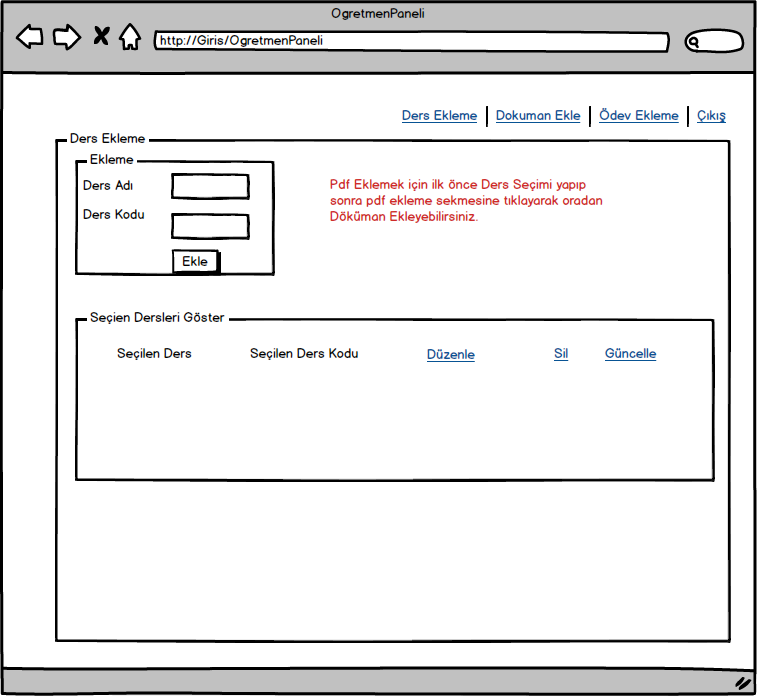 OgretmenPaneli
http://Giris/OgretmenPaneli
Ders Ekleme | Dokuman Ekle | Ödev Ekleme | Çıkış
Ders Ekleme
Ekleme
Ders Adı
Ders Kodu
Ekle
Pdf Eklemek için ilk önce Ders Seçimi yapıp
sonra pdf ekleme sekmesine tıklayarak oradan
Döküman Ekleyebilirsiniz.
Seçien Dersleri Göster
Seçilen Ders Seçilen Ders Kodu Düzenle Sil Güncelle